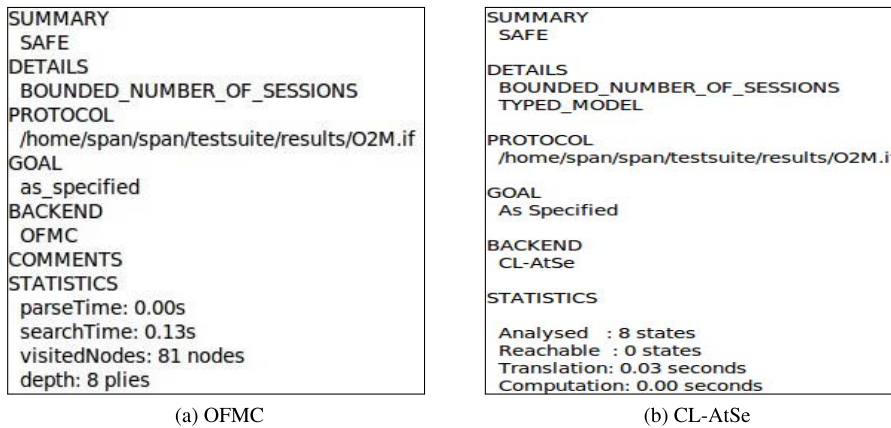 SUMMARY
SAFE
DETAILS
BOUNDED_NUMBER_OF_SESSIONS
PROTOCOL
/home/span/span/testsuite/results/O2M.if
GOAL
as_specified
BACKEND
OFMC
COMMENTS
STATISTICS
parseTime: 0.00s
searchTime: 0.13s
visitedNodes: 81 nodes
depth: 8 plies
(a) OFMC
SUMMARY
SAFE
DETAILS
BOUNDED_NUMBER_OF_SESSIONS
TYPED_MODEL
PROTOCOL
/home/span/span/testsuite/results/O2M.if
GOAL
As Specified
BACKEND
CL-AtSe
STATISTICS
Analysed : 8 states
Reachable : 0 states
Translation: 0.03 seconds
Computation: 0.00 seconds
(b) CL-AtSe